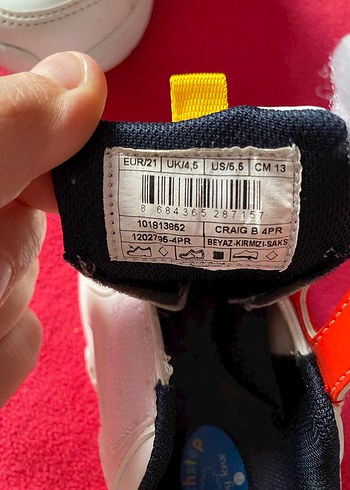 EUR/21 UK/4,5 US/5,5 CM 13
8 684365 287157
101813852 CRAIG B 4PR
1202795-4PR BEYAZ-KIRMIZI-SAKS